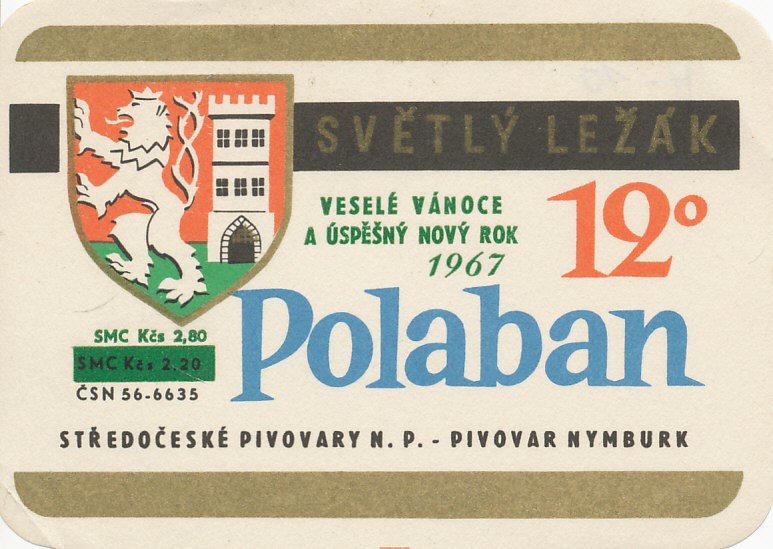 SVĚTLÝ LEŽÁK
VESELÉ VÁNOCE
A ÚSPĚŠNÝ NOVÝ ROK
1967
12°
Polaban
SMC Kčs 2,80
SMC Kčs 2,20
ČSN 56-6635
STŘEDOČESKÉ PIVOVARY N. P. - PIVOVAR NYMBURK